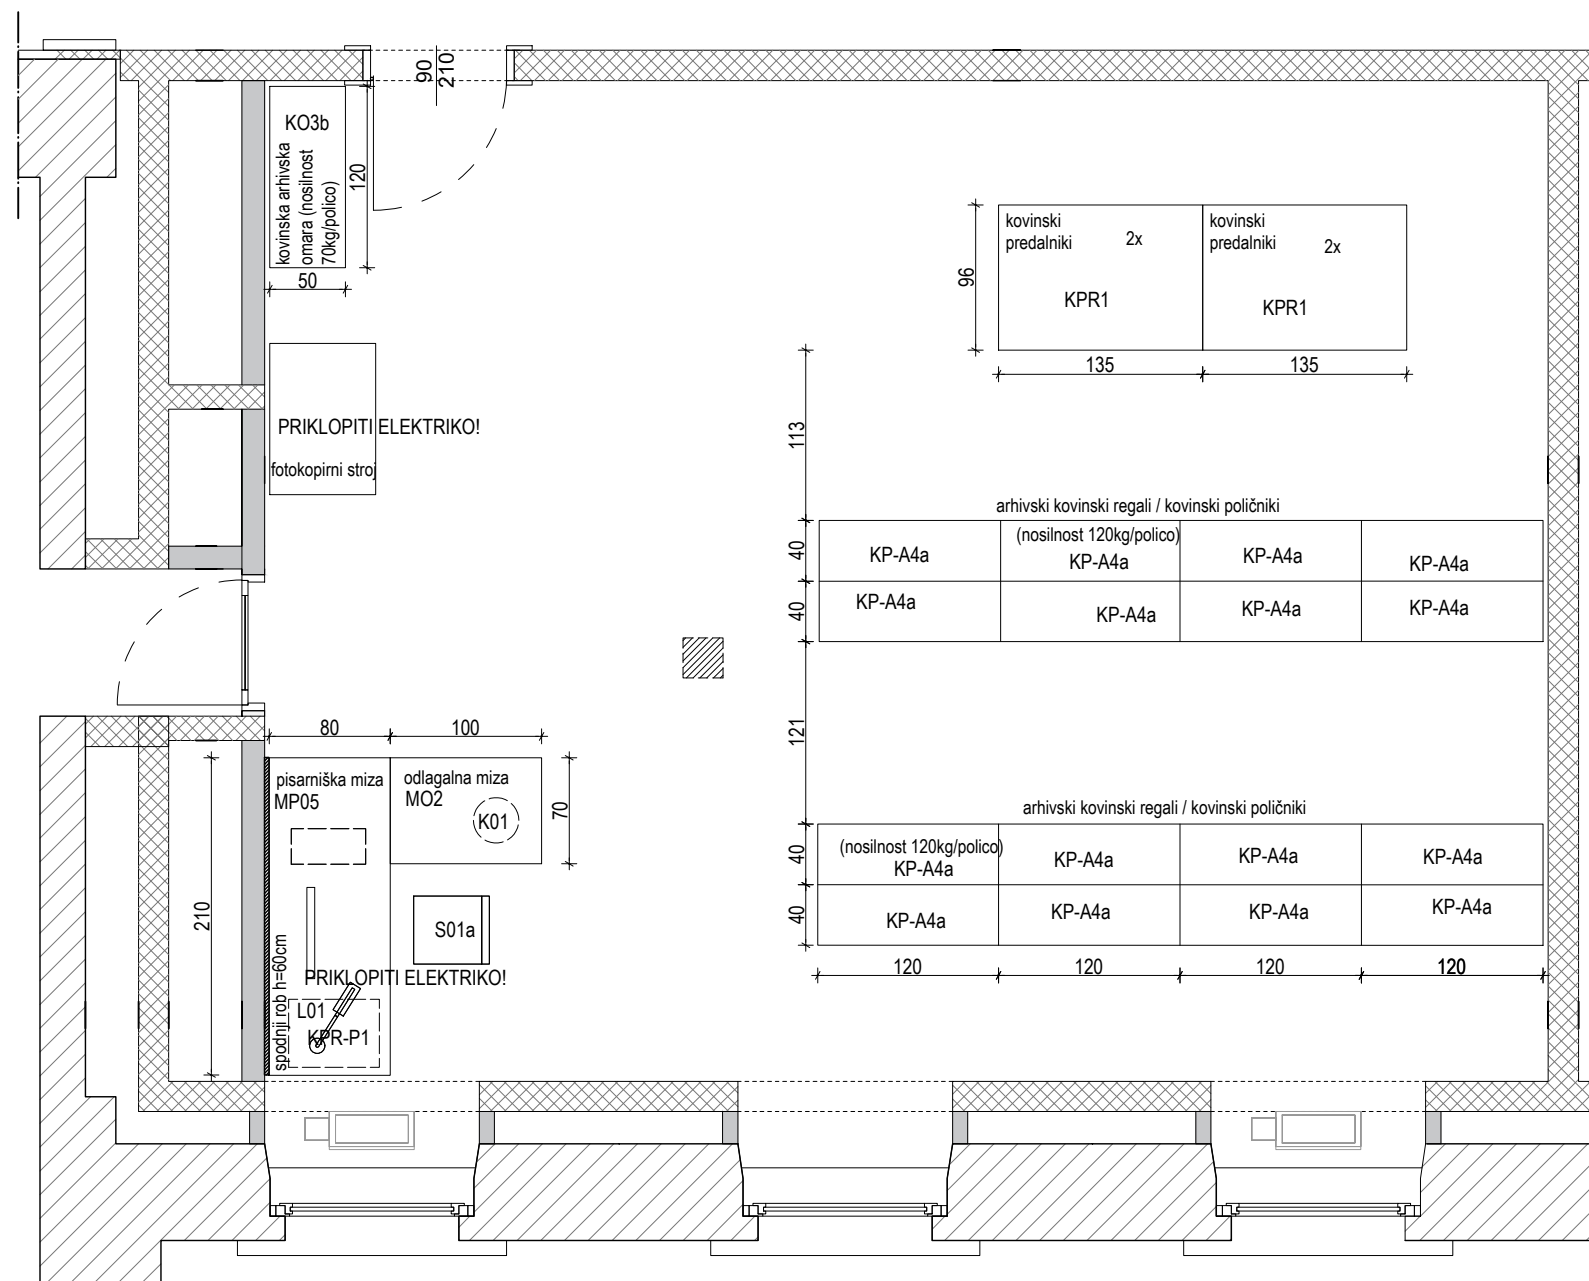 90
210
KO3b
kovinska arhivska
omara (nosilnost
70kg/polico)
120
50
kovinski
predalniki
2x
KPR1
kovinski
predalniki
2x
KPR1
96
135
135
PRIKLOPITI ELEKTRIKO!
fotokopirni stroj
113
arhivski kovinski regali / kovinski poličniki
(nosilnost 120kg/polico)
40
KP-A4a
KP-A4a
KP-A4a
KP-A4a
40
KP-A4a
KP-A4a
KP-A4a
KP-A4a
121
80
100
pisarniška miza
MP05
odlagalna miza
MO2
K01
70
210
S01a
spodnji rob h=60cm
PRIKLOPITI ELEKTRIKO!
L01
KPR-P1
arhivski kovinski regali / kovinski poličniki
(nosilnost 120kg/polico)
40
KP-A4a
KP-A4a
KP-A4a
KP-A4a
40
KP-A4a
KP-A4a
KP-A4a
KP-A4a
120
120
120
120